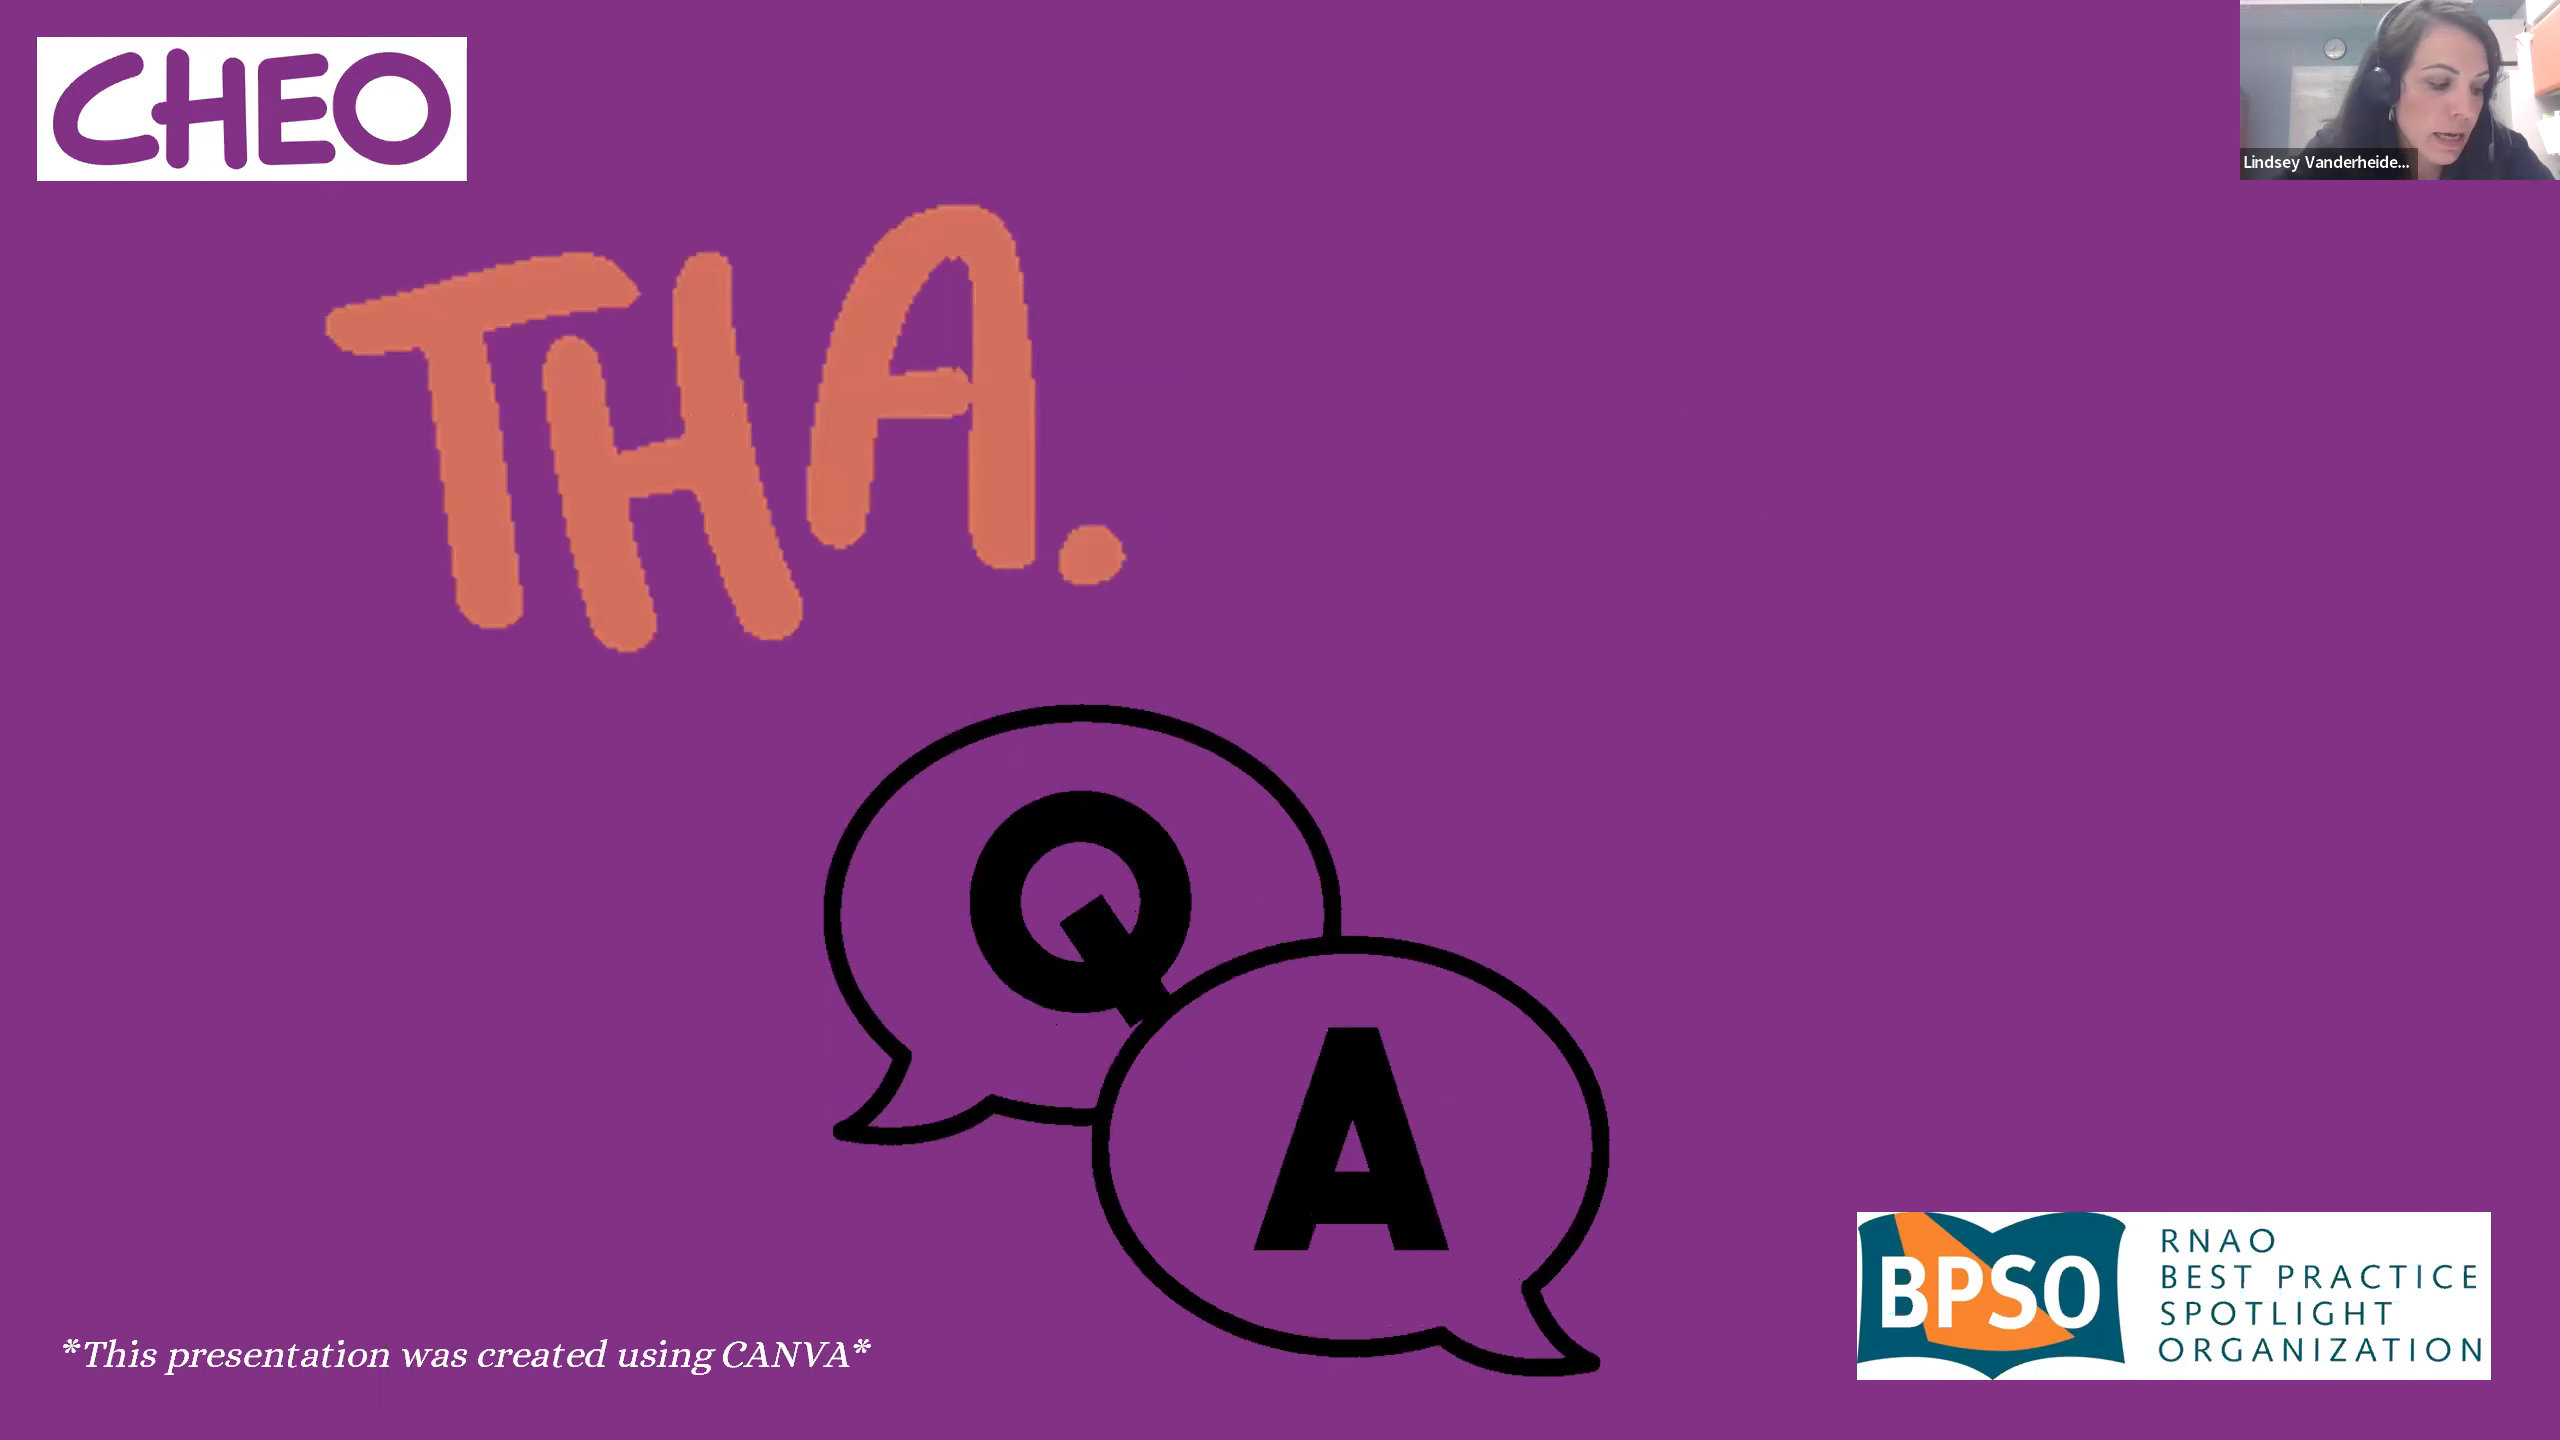 CHEO
Lindsey Vanderheide...
THA.
Q
A
BPSO
RNAO
BEST PRACTICE
SPOTLIGHT
ORGANIZATION
*This presentation was created using CANVA*